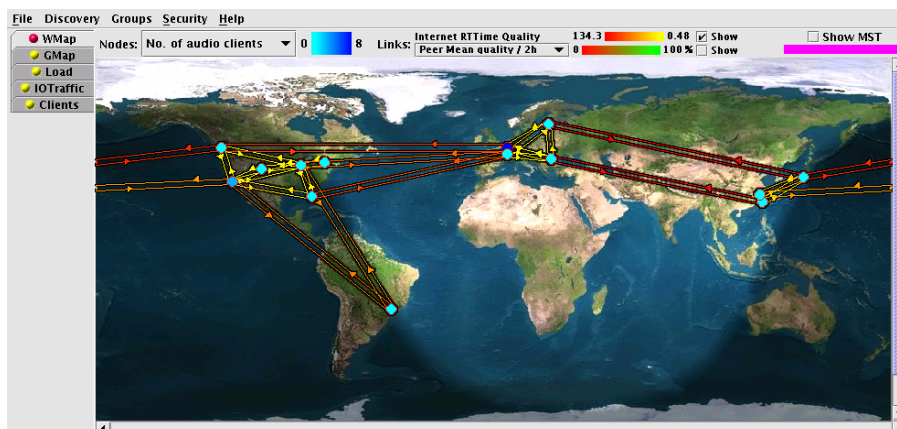 File Discovery Groups Security Help
WMap
GMap
Load
IOTraffic
Clients
Nodes: No. of audio clients 0 8 Links:
Internet RTTime Quality 134.3 0.48 Show
Peer Mean quality / 2h 0 100 % Show
Show MST